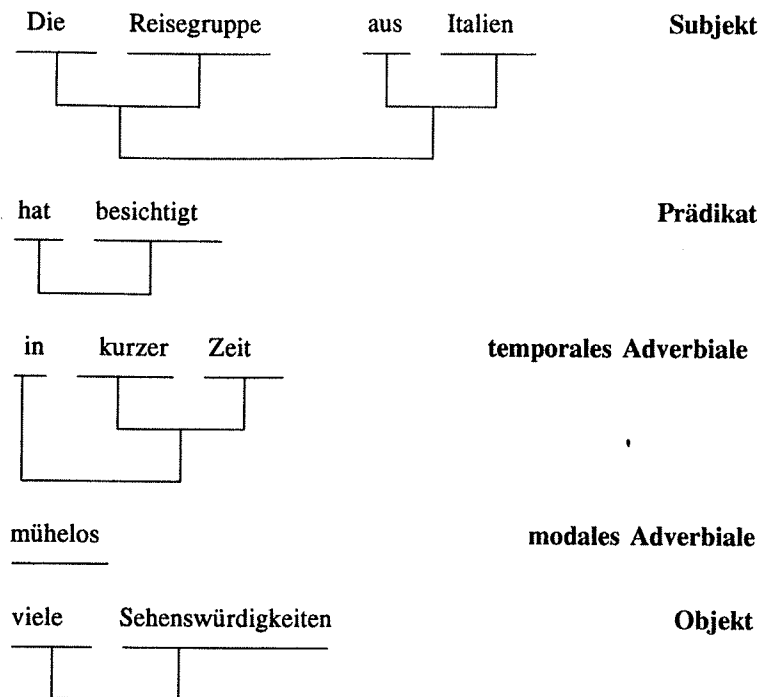 Die Reisegruppe aus Italien Subjekt
hat besichtigt Prädikat
in kurzer Zeit temporales Adverbiale
mühelos modales Adverbiale
viele Sehenswürdigkeiten Objekt